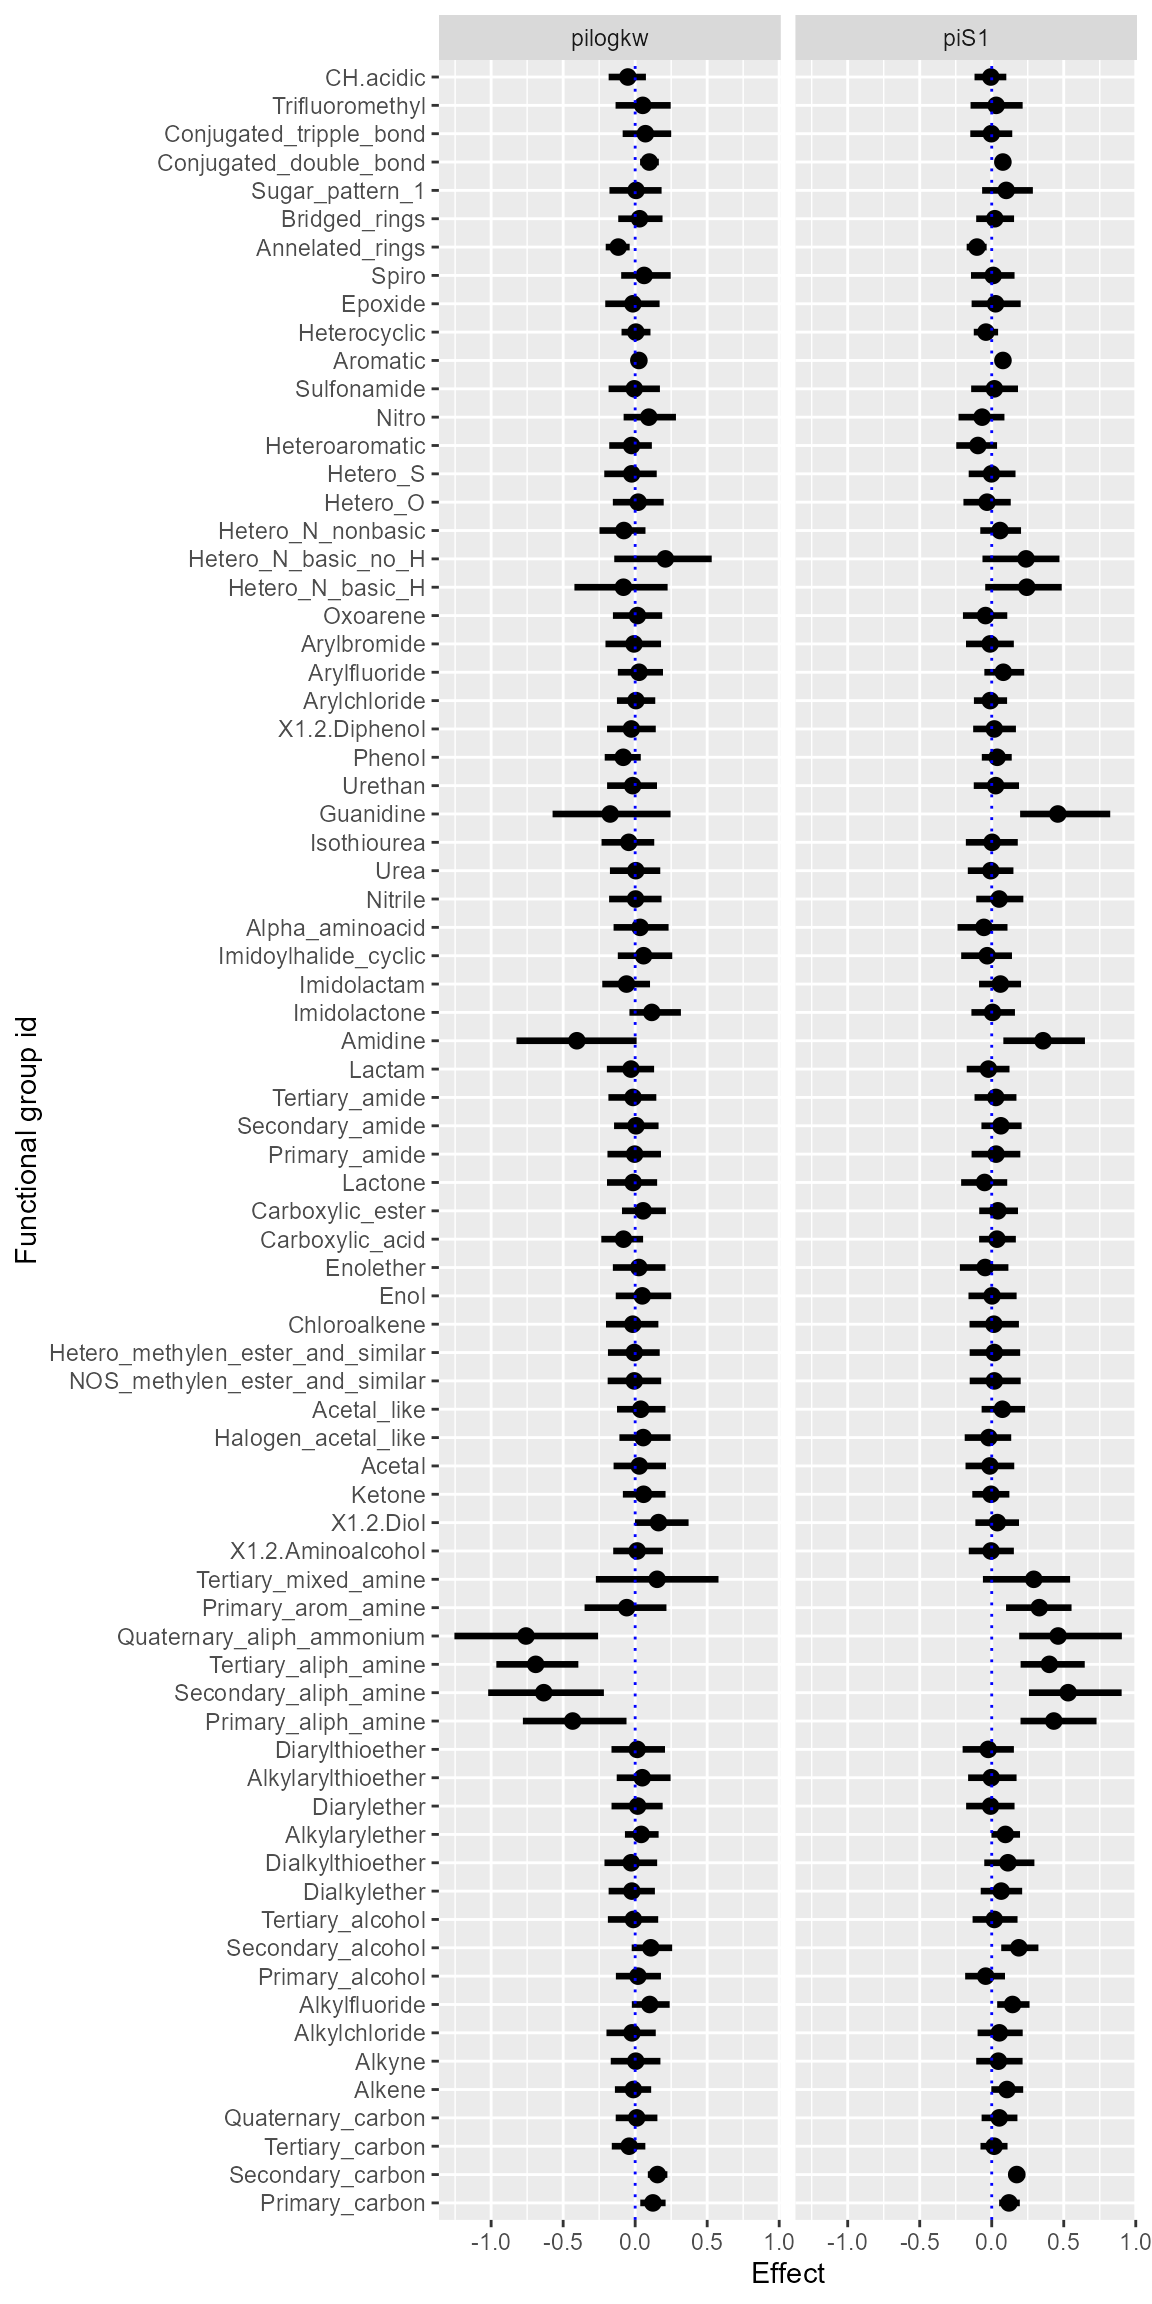 pilogkw
piS1
CH.acidic
Trifluoromethyl
Conjugated_tripple_bond
Conjugated_double_bond
Sugar_pattern_1
Bridged_rings
Annelated_rings
Spiro
Epoxide
Heterocyclic
Aromatic
Sulfonamide
Nitro
Heteroaromatic
Hetero_S
Hetero_O
Hetero_N_nonbasic
Hetero_N_basic_no_H
Hetero_N_basic_H
Oxoarene
Arylbromide
Arylfluoride
Arylchloride
X1.2.Diphenol
Phenol
Urethan
Guanidine
Isothiourea
Urea
Nitrile
Alpha_aminoacid
Imidoylhalide_cyclic
Imidolactam
Imidolactone
Amidine
Lactam
Tertiary_amide
Secondary_amide
Primary_amide
Lactone
Carboxylic_ester
Carboxylic_acid
Enolether
Enol
Chloroalkene
Hetero_methylen_ester_and_similar
NOS_methylen_ester_and_similar
Acetal_like
Halogen_acetal_like
Acetal
Ketone
X1.2.Diol
X1.2.Aminoalcohol
Tertiary_mixed_amine
Primary_arom_amine
Quaternary_aliph_ammonium
Tertiary_aliph_amine
Secondary_aliph_amine
Primary_aliph_amine
Diarylthioether
Alkylarylthioether
Diarylether
Alkylarylether
Dialkylthioether
Dialkylether
Tertiary_alcohol
Secondary_alcohol
Primary_alcohol
Alkylfluoride
Alkylchloride
Alkyne
Alkene
Quaternary_carbon
Tertiary_carbon
Secondary_carbon
Primary_carbon
Functional group id
-1.0 -0.5 0.0 0.5 1.0
-1.0 -0.5 0.0 0.5 1.0
Effect